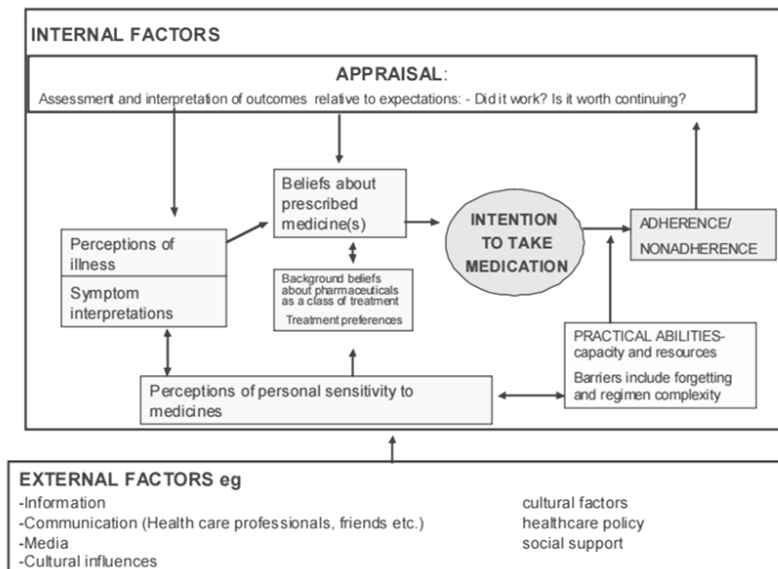 INTERNAL FACTORS
APPRAISAL:
Assessment and interpretation of outcomes relative to expectations: - Did it work? Is it worth continuing?
Beliefs about
prescribed
medicine(s)
INTENTION
TO TAKE
MEDICATION
ADHERENCE/
NONADHERENCE
Perceptions of
illness
Symptom
interpretations
Background beliefs
about pharmaceuticals
as a class of treatment
Treatment preferences
PRACTICAL ABILITIES-
capacity and resources
Barriers include forgetting
and regimen complexity
Perceptions of personal sensitivity to
medicines
EXTERNAL FACTORS eg
-Information
-Communication (Health care professionals, friends etc.)
-Media
-Cultural influences
cultural factors
healthcare policy
social support